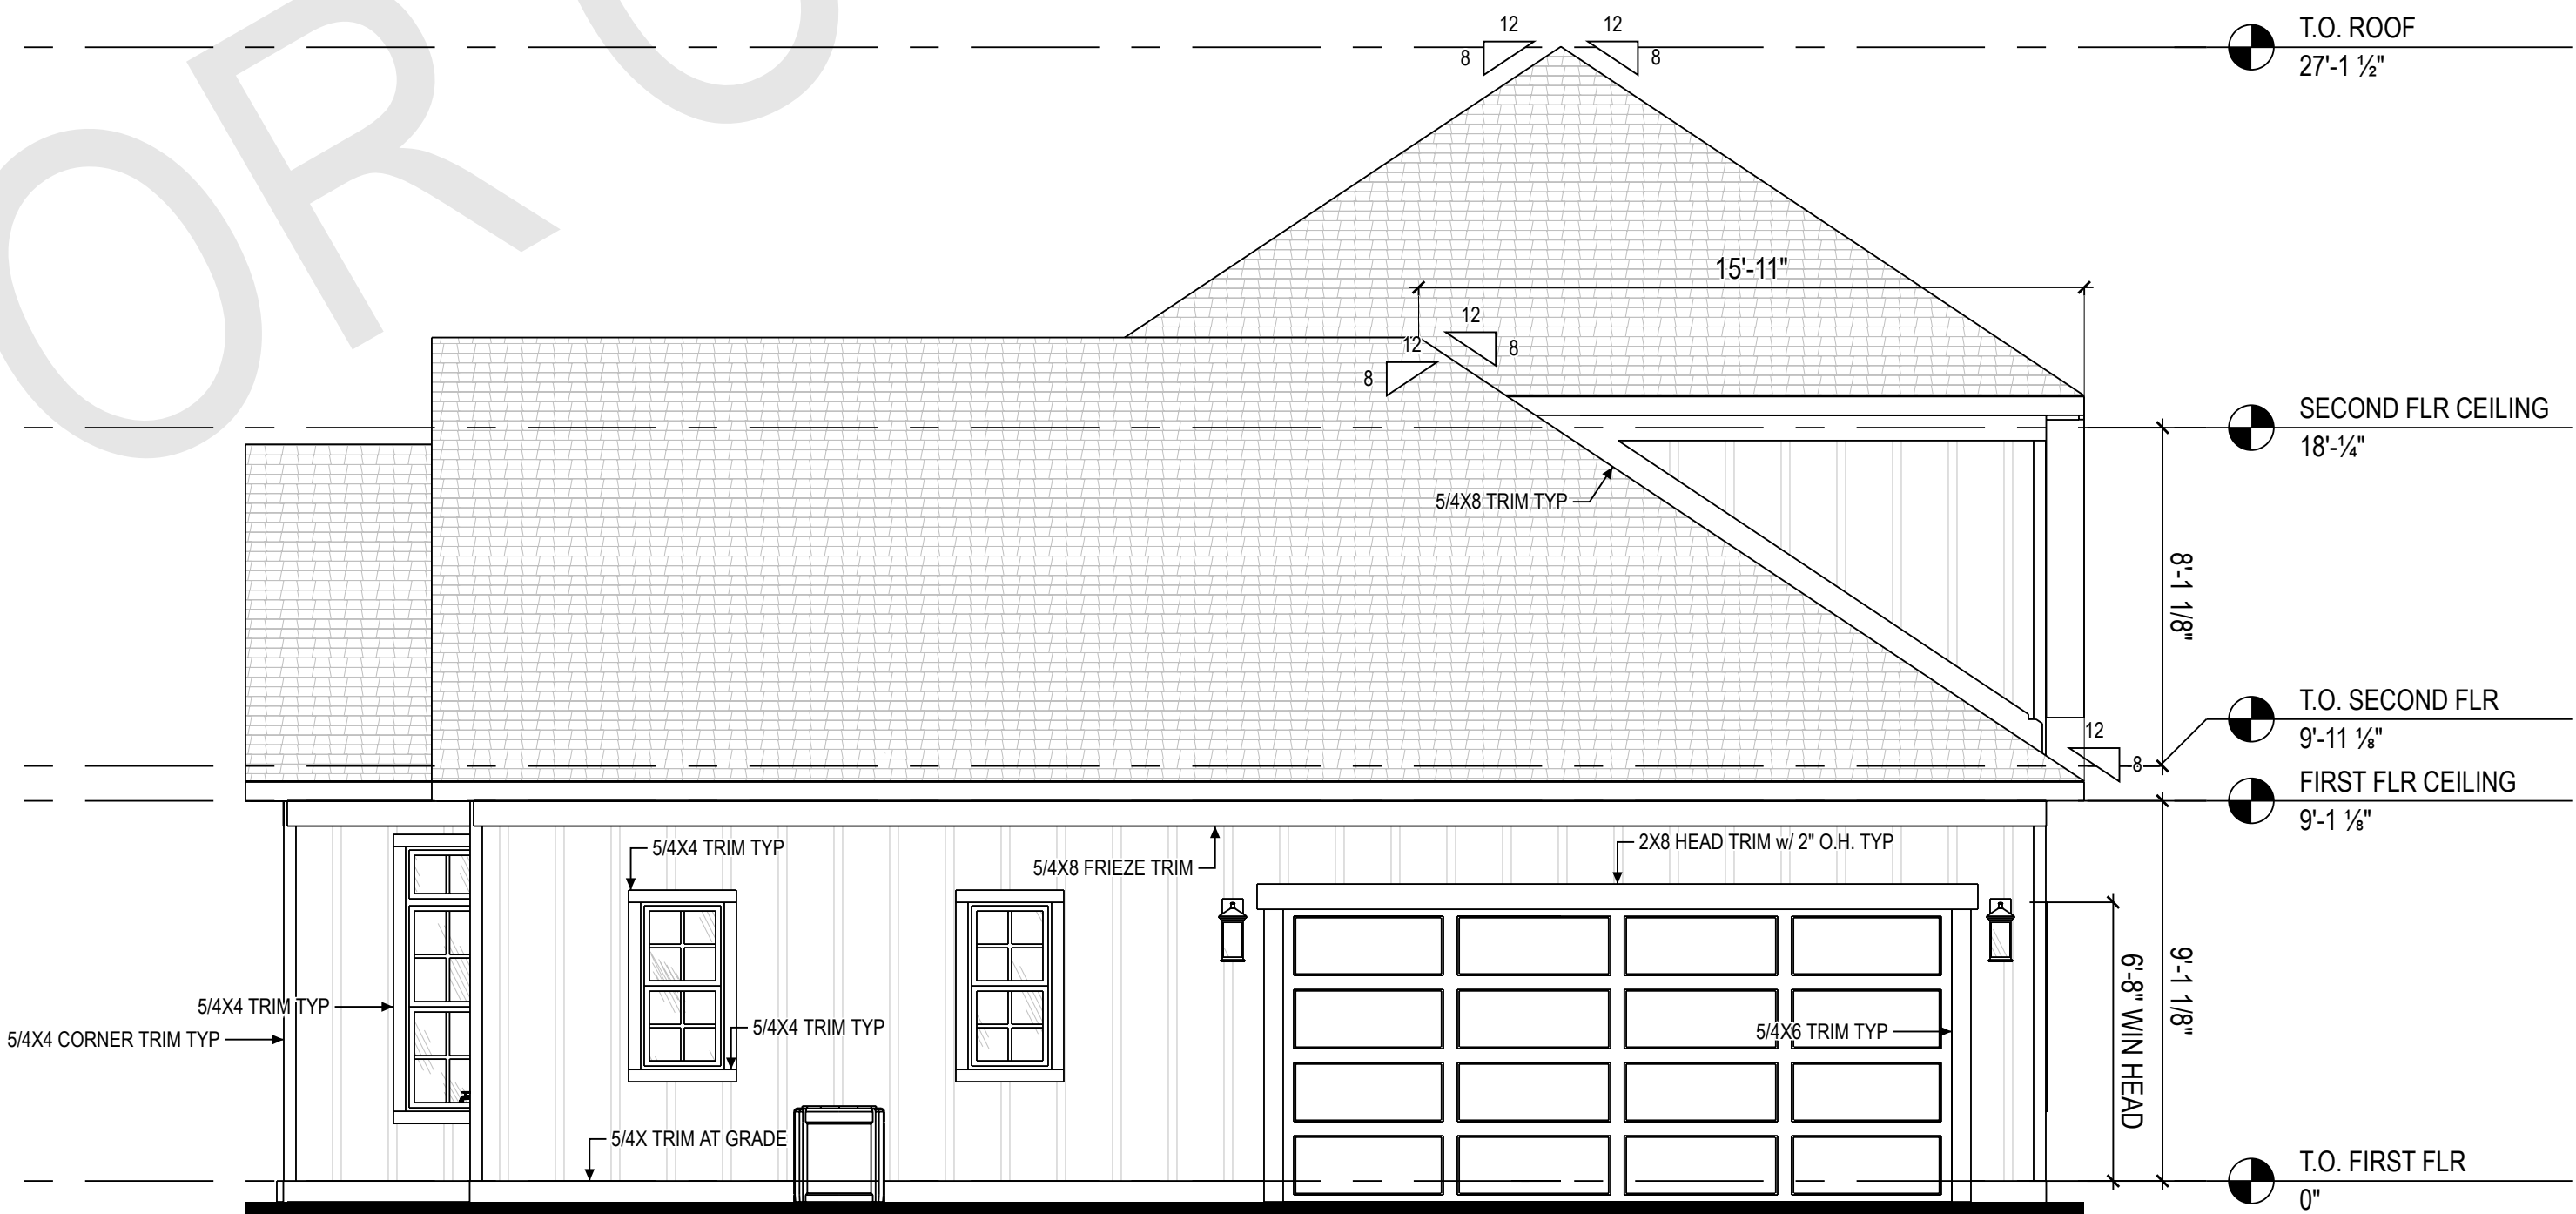 OR C
12
12
8
8
T.O. ROOF
27'-1 ½"
15'-11"
12
8
12
8
SECOND FLR CEILING
18'-¼"
5/4X8 TRIM TYP
8'-1 1/8"
T.O. SECOND FLR
9'-11 ⅛"
12
8
FIRST FLR CEILING
9'-1 ⅛"
5/4X4 TRIM TYP
5/4X8 FRIEZE TRIM
2X8 HEAD TRIM w/ 2" O.H. TYP
5/4X4 TRIM TYP
5/4X4 CORNER TRIM TYP
5/4X4 TRIM TYP
5/4X6 TRIM TYP
6'-8" WIN HEAD
9'-1 1/8"
5/4X TRIM AT GRADE
T.O. FIRST FLR
0"